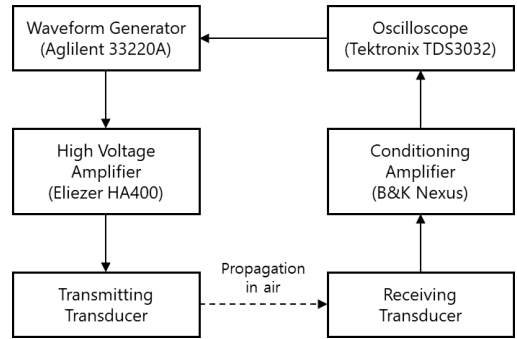 Waveform Generator
(Aglilent 33220A)
Oscilloscope
(Tektronix TDS3032)
High Voltage
Amplifier
(Eliezer HA400)
Conditioning
Amplifier
(B&K Nexus)
Transmitting
Transducer
Propagation
in air
Receiving
Transducer